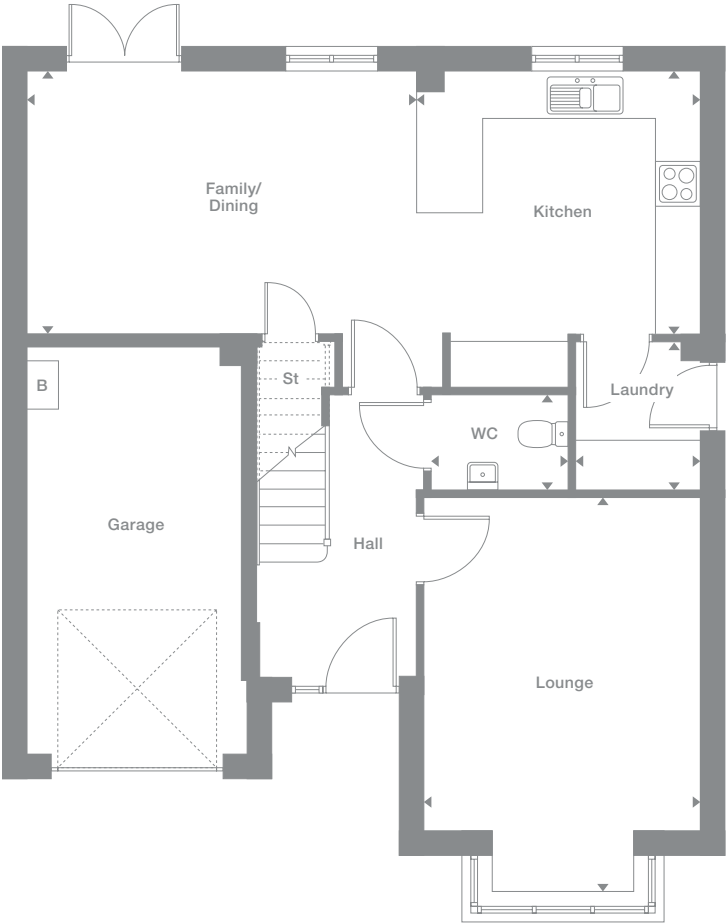 Family/
Dining
Kitchen
St
B
Laundry
WC
Garage
Hall
Lounge